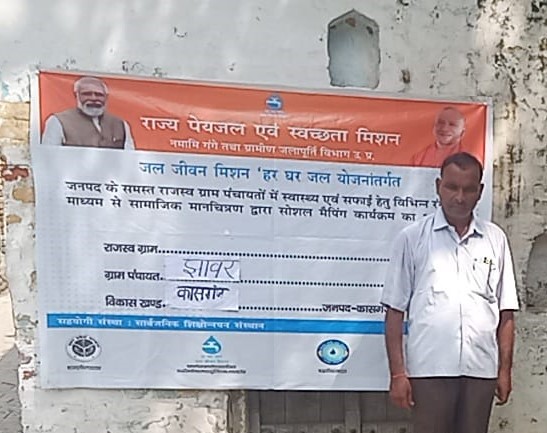 राज्य पेयजल एवं स्वच्छता मिशन
नमामि गंगे तथा ग्रामीण जलापूर्ति विभाग उ. प्र.
जल जीवन मिशन 'हर घर जल योजनांतर्गत
जनपद के समस्त राजस्व ग्राम पंचायतों में स्वास्थ्य एवं सफाई हेतु विभिन्न
माध्यम से सामाजिक मानचित्रण द्वारा सोशल मैपिंग कार्यक्रम का
राजस्व ग्राम
ग्राम पंचायत झावर
विकास खण्ड कासगंज जनपद-कासगं
सहयोगी संस्था : सार्वजनिक शिक्षोन्नयन संस्थान